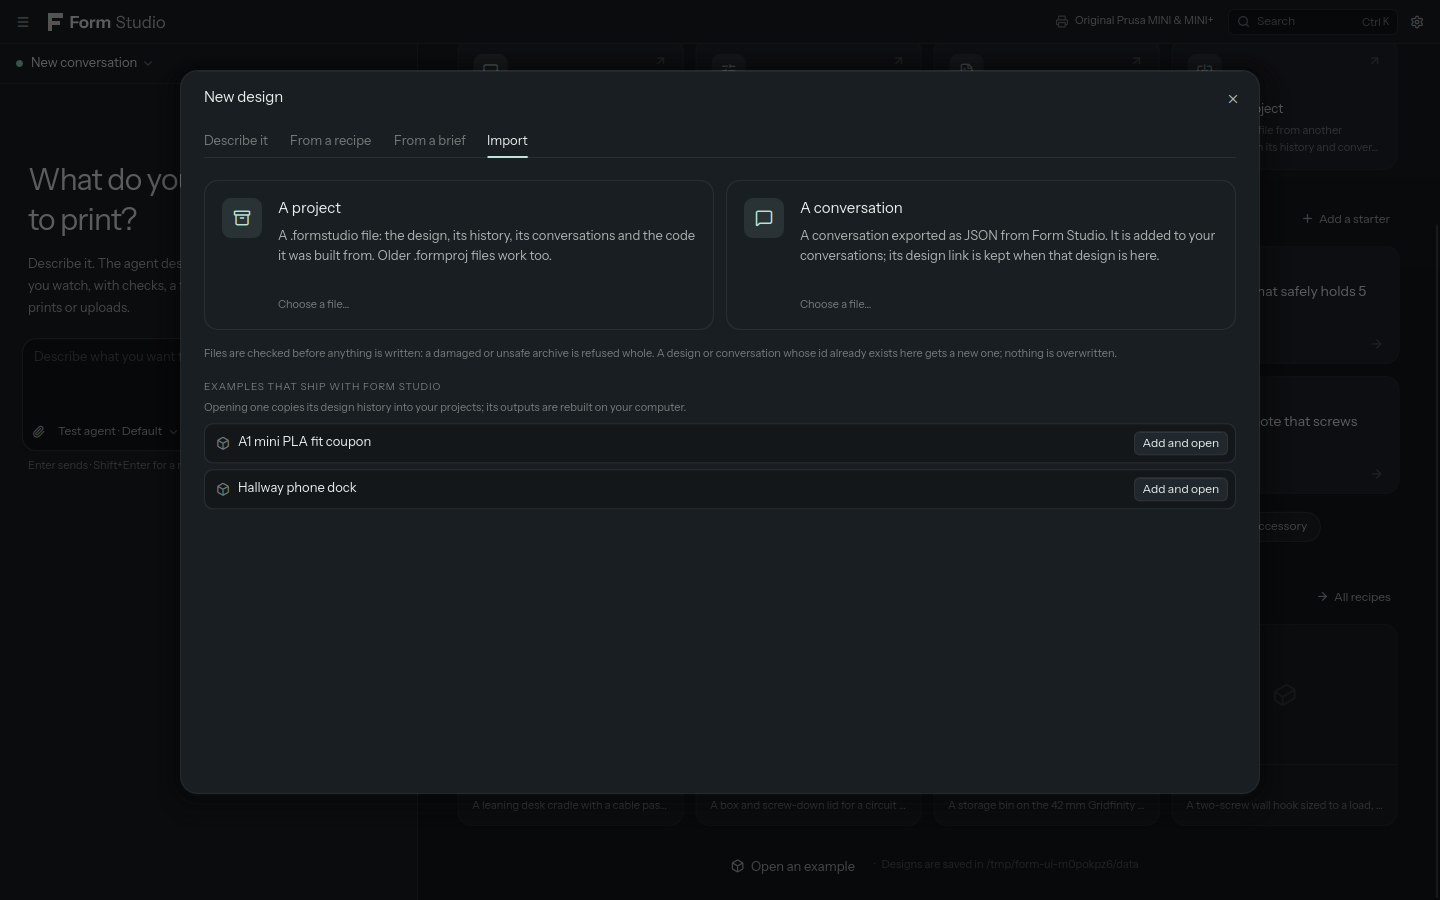 Form Studio
Original Prusa MINI & MINI+
Search
Ctrl K
New conversation
New design
Describe it
From a recipe
From a brief
Import
A project
A .formstudio file: the design, its history, its conversations and the code
it was built from. Older .formproj files work too.
Choose a file...
A conversation
A conversation exported as JSON from Form Studio. It is added to your
conversations; its design link is kept when that design is here.
Choose a file...
Files are checked before anything is written: a damaged or unsafe archive is refused whole. A design or conversation whose id already exists here gets a new one; nothing is overwritten.
EXAMPLES THAT SHIP WITH FORM STUDIO
Opening one copies its design history into your projects; its outputs are rebuilt on your computer.
A1 mini PLA fit coupon
Add and open
Hallway phone dock
Add and open
What do you
to print?
Describe it. The agent des
you watch, with checks, a
prints or uploads.
Describe what you want
Test agent · Default
Enter sends · Shift+Enter for a
ject
file from another
its history and conver...
Add a starter
hat safely holds 5
ote that screws
ccessory
All recipes
A leaning desk cradle with a cable pas...
A box and screw-down lid for a circuit ...
A storage bin on the 42 mm Gridfinity ...
A two-screw wall hook sized to a load, ...
Open an example
· Designs are saved in /tmp/form-ui-m0pokpz6/data